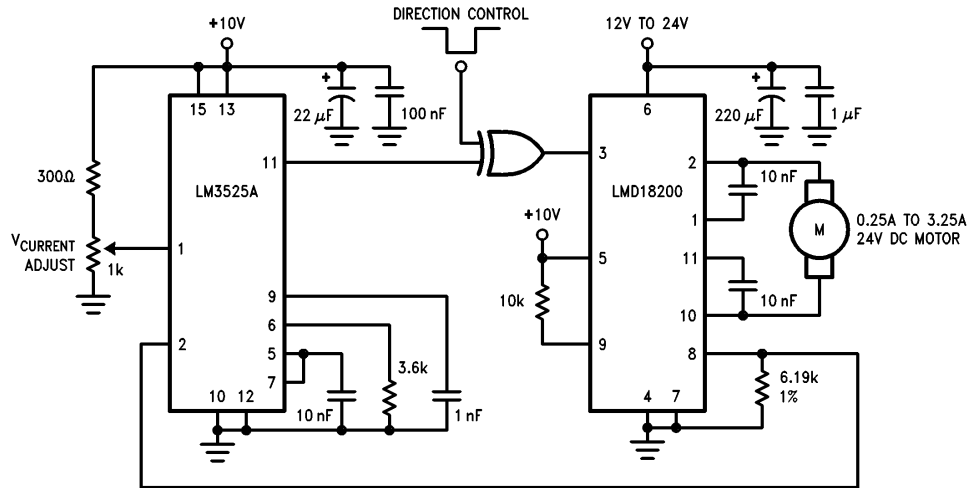 DIRECTION CONTROL
+10V
12V TO 24V
+
22 μF
100 nF
+
220 μF
1 μF
15
13
6
300Ω
11
LM3525A
3
LMD18200
2
10 nF
1
+10V
M
0.25A TO 3.25A
24V DC MOTOR
VCURRENT
ADJUST
1k
1
5
11
9
10k
10 nF
6
10
2
5
3.6k
9
8
7
6.19k
1%
10
12
10 nF
1 nF
4
7